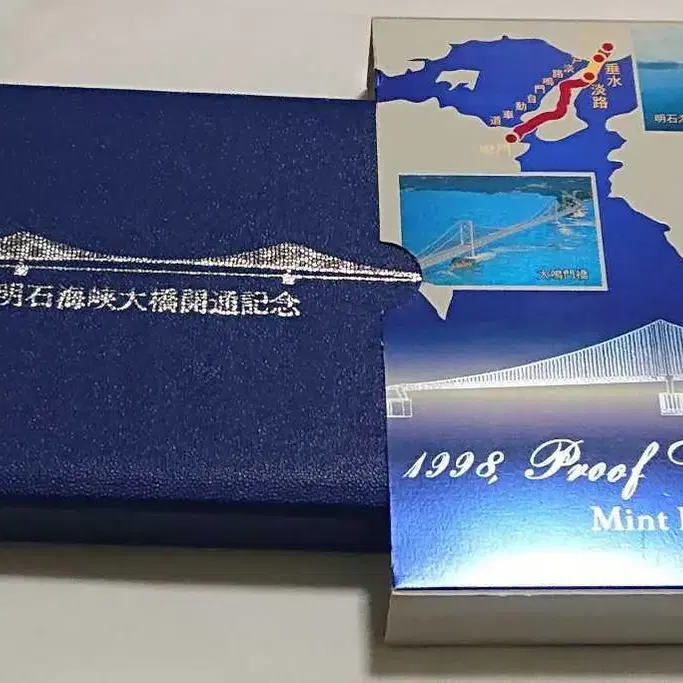 明石海峡大橋開通記念
神戸淡路鳴門自動車道
垂水
淡路
鳴門
明石海
大鳴門橋
1998, Proof
Mint